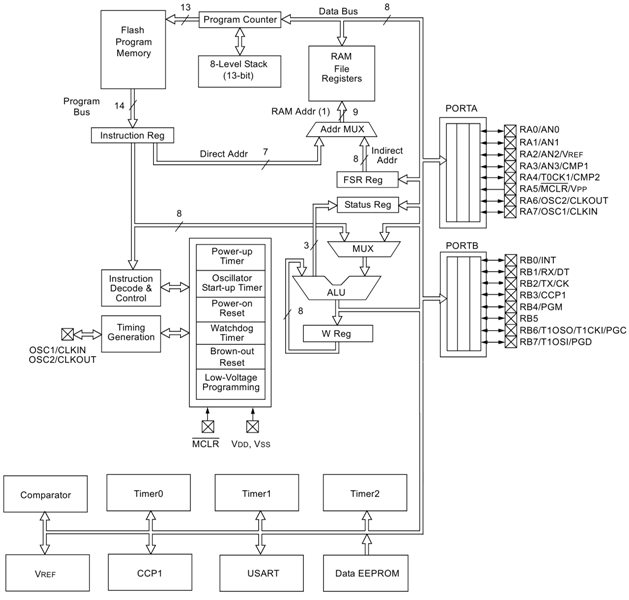 Flash
Program
Memory
13
Program Counter
Data Bus
8
8-Level Stack
(13-bit)
RAM
File
Registers
Program
Bus
14
RAM Addr (1)
9
Instruction Reg
Addr MUX
Direct Addr
7
8
Indirect
Addr
FSR Reg
Status Reg
8
3
MUX
ALU
8
W Reg
Instruction
Decode &
Control
Timing
Generation
OSC1/CLKIN
OSC2/CLKOUT
Power-up
Timer
Oscillator
Start-up Timer
Power-on
Reset
Watchdog
Timer
Brown-out
Reset
Low-Voltage
Programming
MCLR
VDD, VSS
PORTA
RA0/AN0
RA1/AN1
RA2/AN2/VREF
RA3/AN3/CMP1
RA4/T0CK1/CMP2
RA5/MCLR/VPP
RA6/OSC2/CLKOUT
RA7/OSC1/CLKIN
PORTB
RB0/INT
RB1/RX/DT
RB2/TX/CK
RB3/CCP1
RB4/PGM
RB5
RB6/T1OSO/T1CKI/PGC
RB7/T1OSI/PGD
Comparator
Timer0
Timer1
Timer2
VREF
CCP1
USART
Data EEPROM